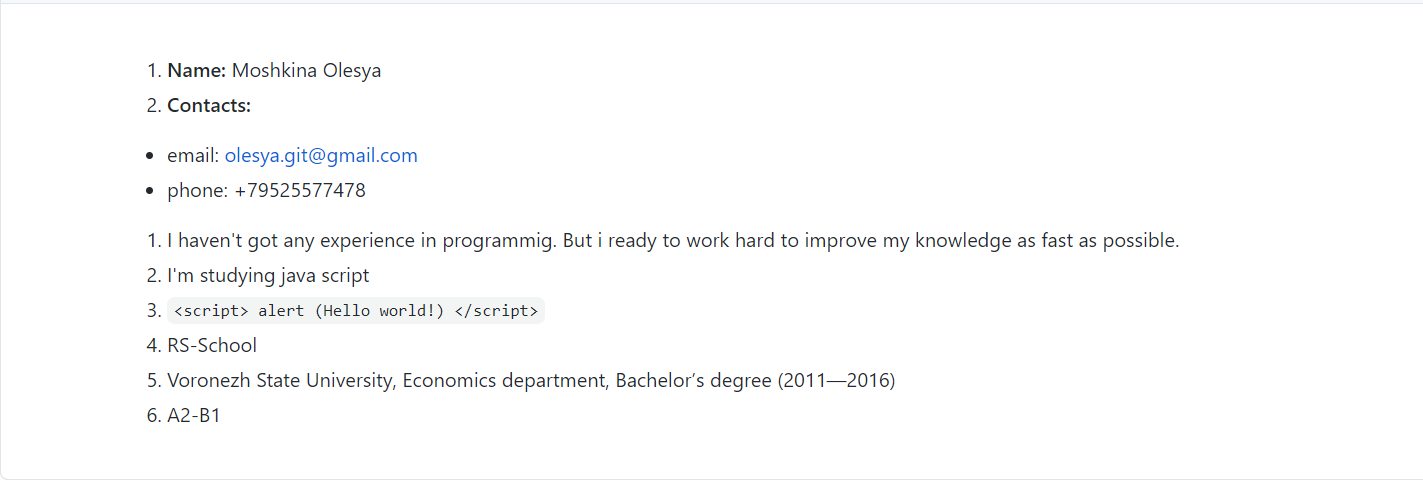 1. Name: Moshkina Olesya
2. Contacts:
• email: olesya.git@gmail.com
• phone: +79525577478
1. I haven't got any experience in programmig. But i ready to work hard to improve my knowledge as fast as possible.
2. I'm studying java script
3. <script> alert (Hello world!) </script>
4. RS-School
5. Voronezh State University, Economics department, Bachelor’s degree (2011—2016)
6. A2-B1